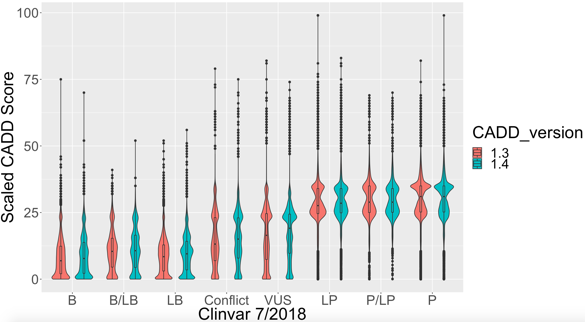 100
75
50
25
0
Scaled CADD Score
B B/LB LB Conflict VUS LP P/LP P
Clinvar 7/2018
CADD_version
1.3
1.4